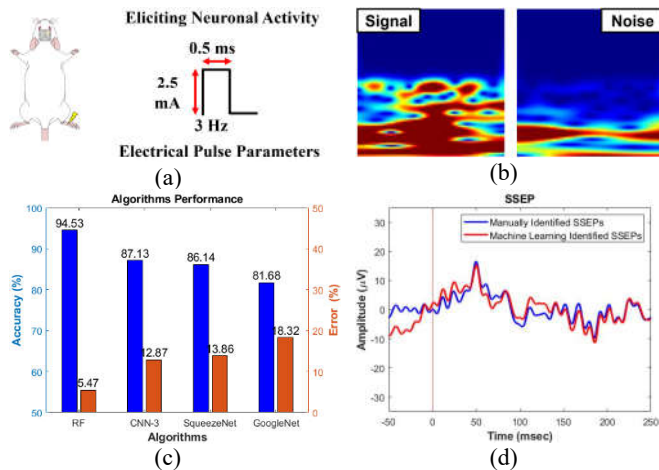 Eliciting Neuronal Activity
0.5 ms
2.5
mA
3 Hz
Electrical Pulse Parameters
(a)
Signal
Noise
(b)
Algorithms Performance
Accuracy (%)
100
90
80
70
60
50
94.53
5.47
87.13
12.87
86.14
13.86
81.68
18.32
50
40
30
20
10
0
Error (%)
RF
CNN-3
SqueezeNet
GoogleNet
Algorithms
(c)
SSEP
Manually Identified SSEPs
Machine Learning Identified SSEPs
Amplitude (μV)
30
20
10
0
-10
-20
-30
-50
0
50
100
150
200
250
Time (msec)
(d)